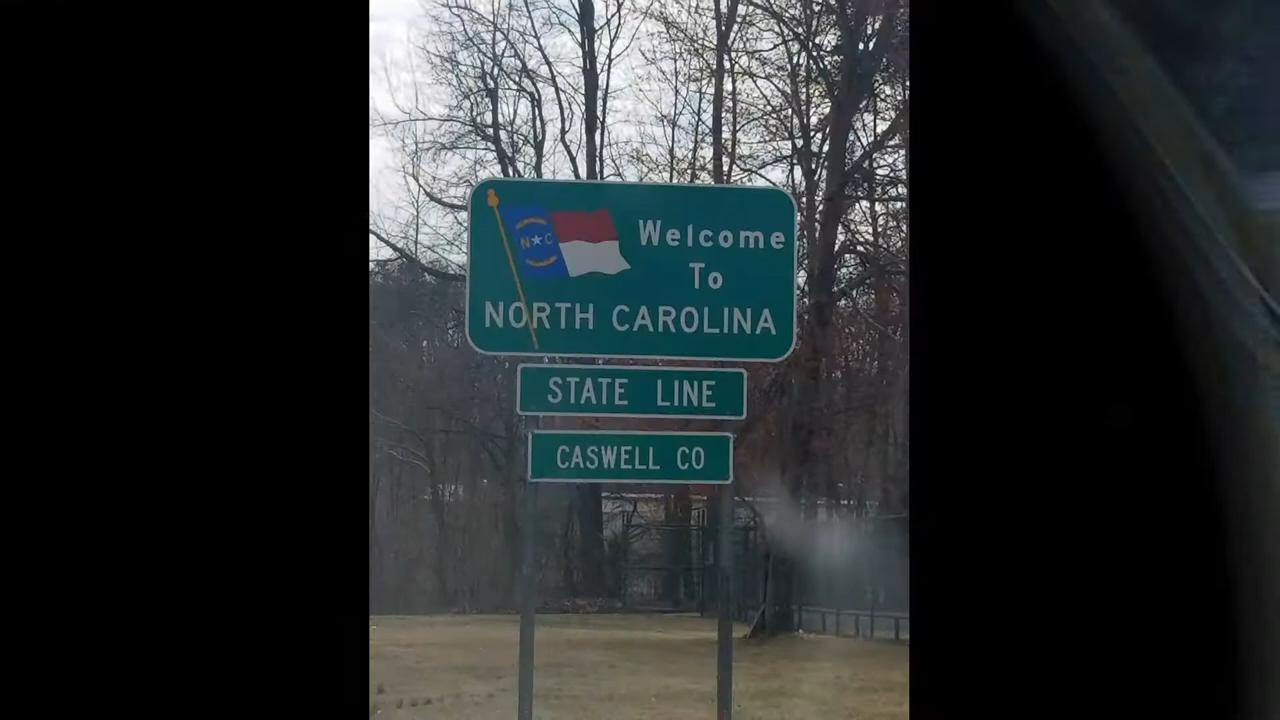 N C
Welcome
To
NORTH CAROLINA
STATE LINE
CASWELL CO